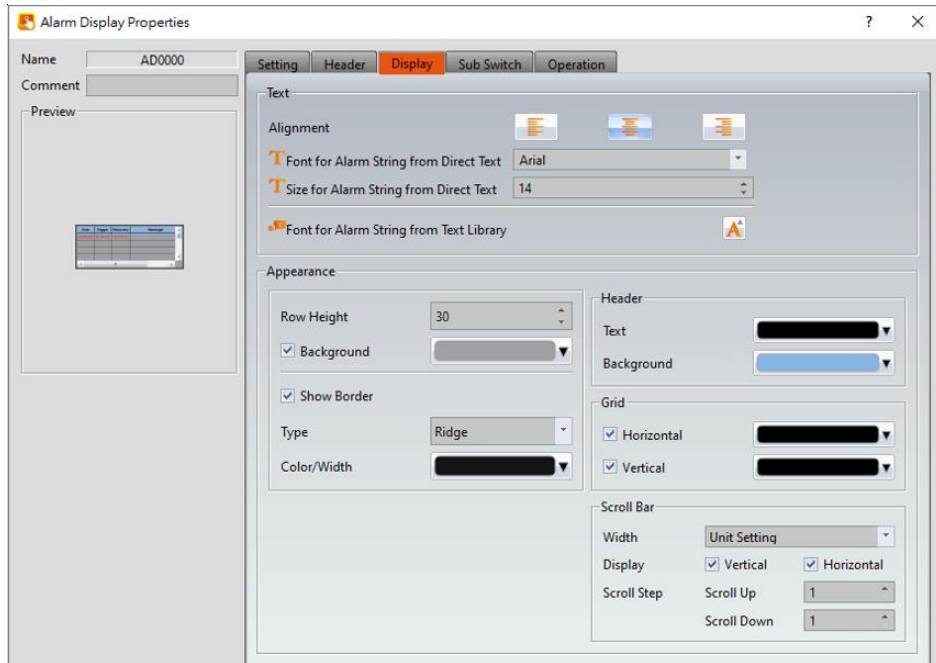 Alarm Display Properties ? ×
Name AD0000
Comment
Preview
Setting Header Display Sub Switch Operation
Text
Alignment
Font for Alarm String from Direct Text Arial
Size for Alarm String from Direct Text 14
Font for Alarm String from Text Library A
Appearance
Row Height 30
Background
Show Border
Type Ridge
Color/Width
Header
Text
Background
Grid
Horizontal
Vertical
Scroll Bar
Width Unit Setting
Display Vertical Horizontal
Scroll Step Scroll Up 1
Scroll Down 1